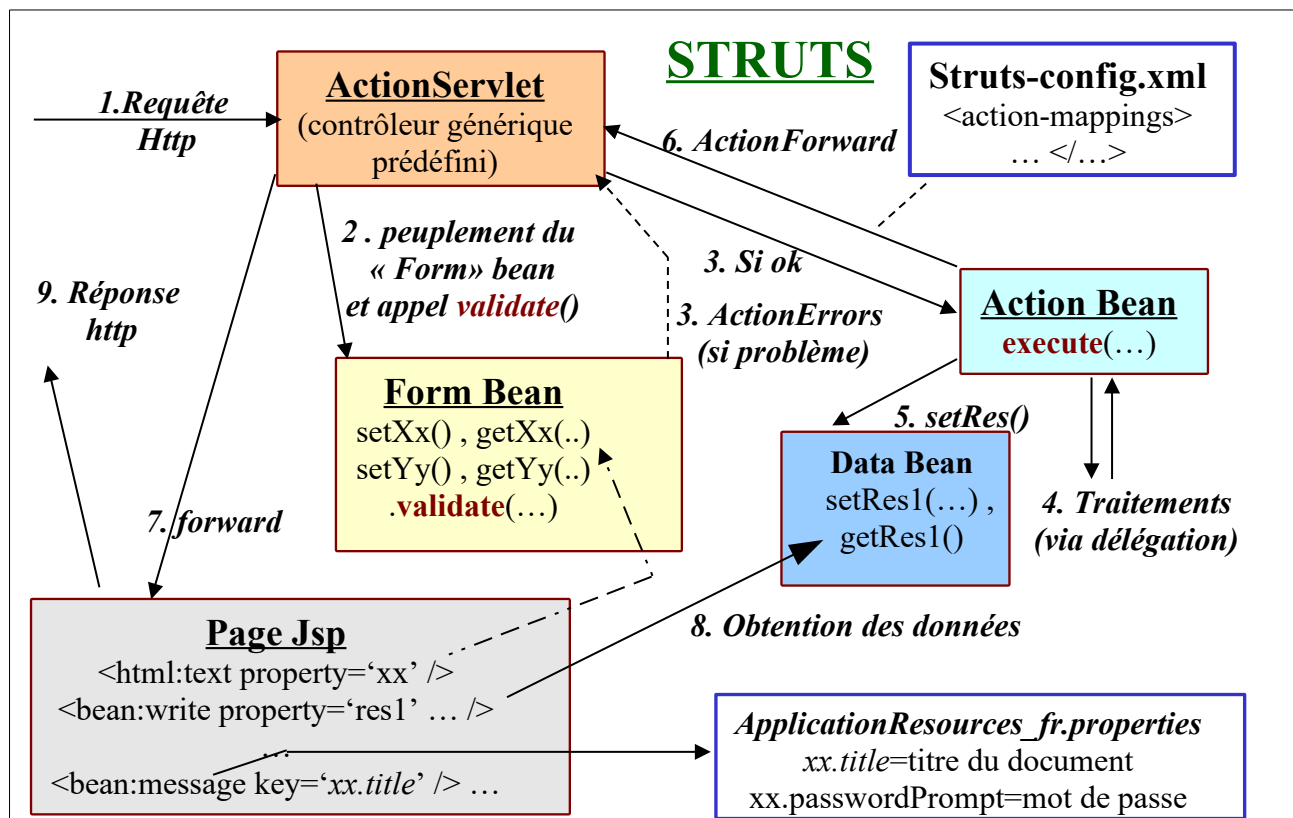 STRUTS
ActionServlet
(contrôleur générique
prédéfini)
1.Requête
Http
Struts-config.xml
<action-mappings>
… </…>
6. ActionForward
2 . peuplement du
« Form» bean
et appel validate()
3. Si ok
3. ActionErrors
(si problème)
9. Réponse
http
Action Bean
execute(…)
Form Bean
setXx() , getXx(..)
setYy() , getYy(..)
.validate(…)
5. setRes()
Data Bean
setRes1(…) ,
getRes1()
4. Traitements
(via délégation)
7. forward
8. Obtention des données
Page Jsp
<html:text property=‘xx’ />
<bean:write property=‘res1’ … />
…
<bean:message key=‘xx.title’ /> …
ApplicationResources_fr.properties
xx.title=titre du document
xx.passwordPrompt=mot de passe